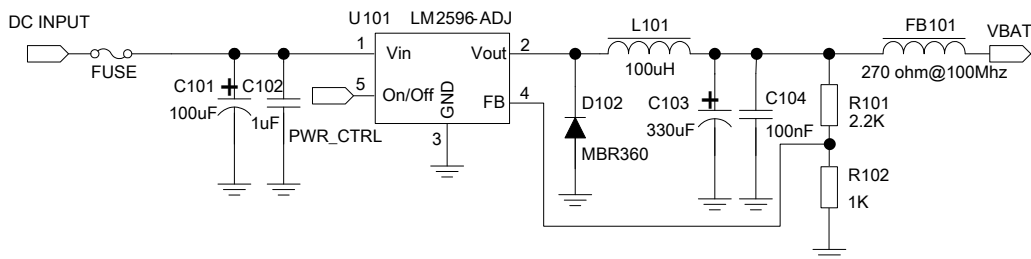 DC INPUT
FUSE
C101
100uF
C102
1uF
PWR_CTRL
U101
LM2596-ADJ
1
Vin
5
On/Off
GND
3
Vout
2
FB
4
D102
MBR360
L101
100uH
C103
330uF
C104
100nF
R101
2.2K
R102
1K
FB101
270 ohm@100Mhz
VBAT